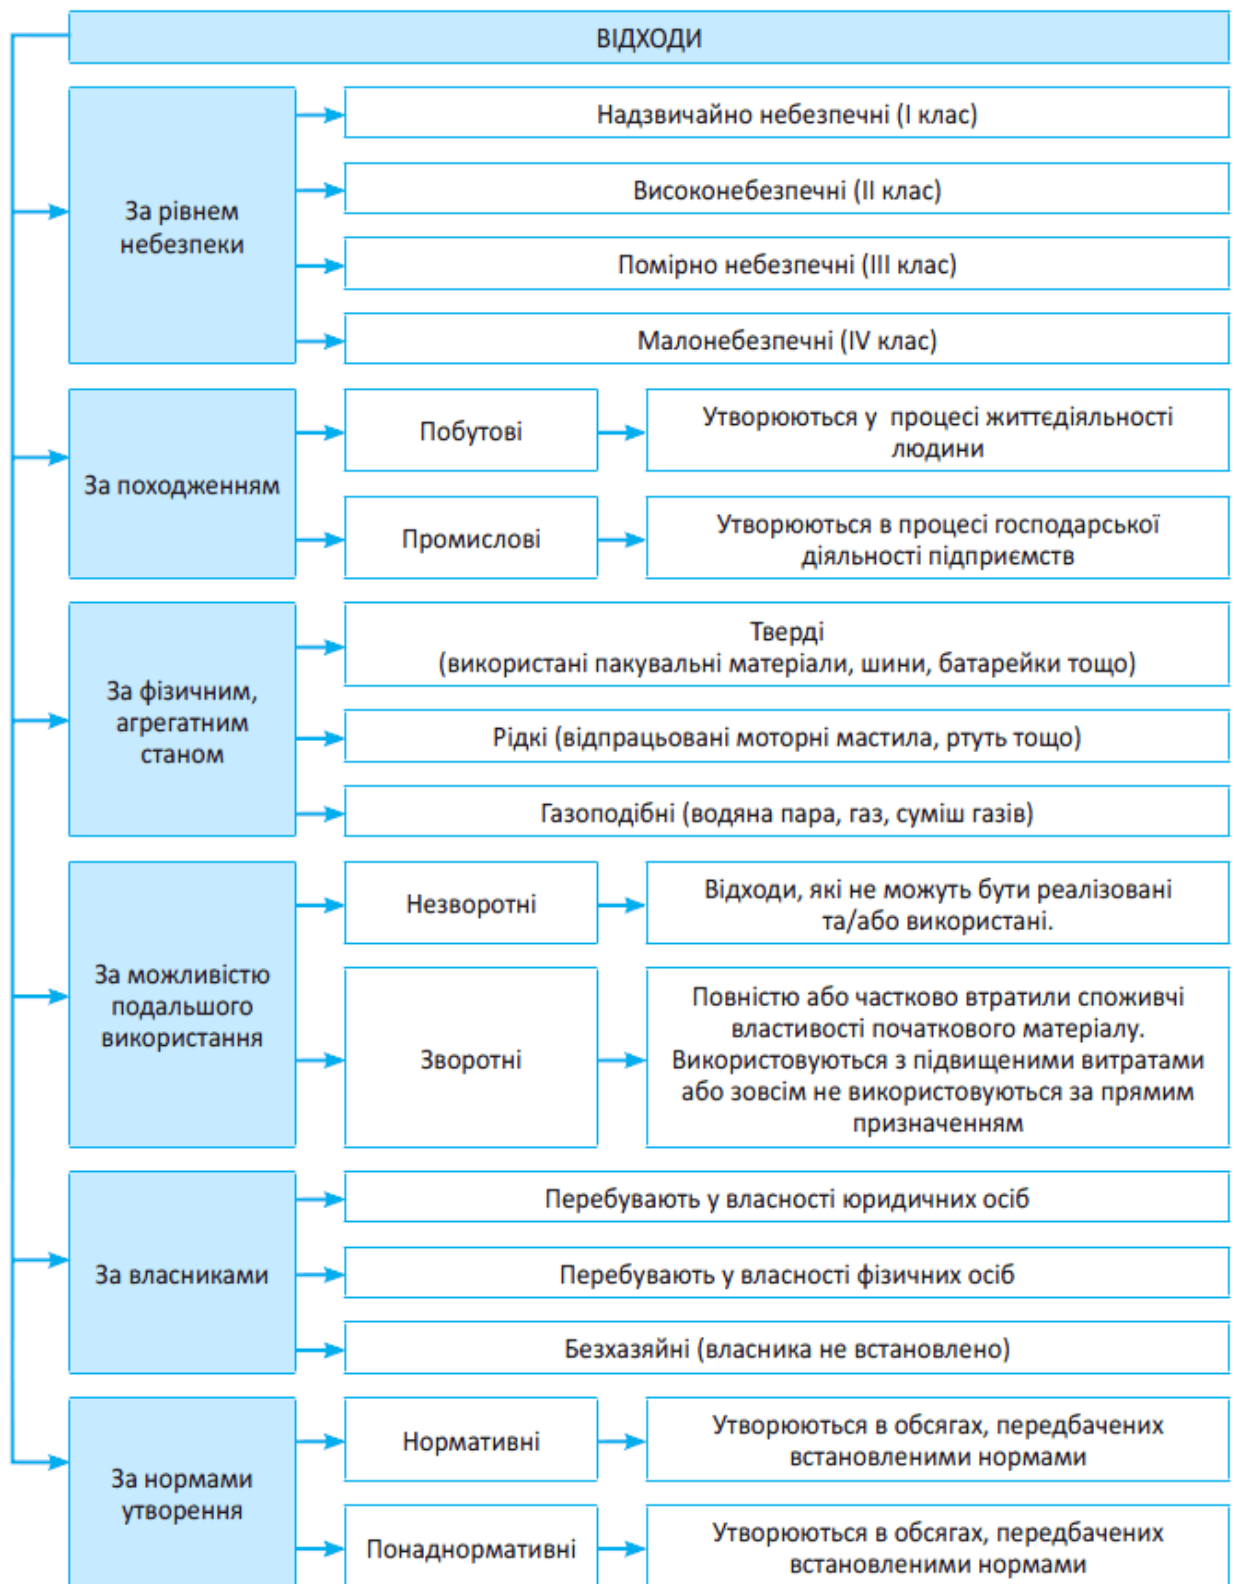 ВІДХОДИ
За рівнем
небезпеки
Надзвичайно небезпечні (І клас)
Високонебезпечні (ІІ клас)
Помірно небезпечні (ІІІ клас)
Малонебезпечні (IV клас)
За походженням
Побутові
Утворюються у процесі життєдіяльності
людини
Промислові
Утворюються в процесі господарської
діяльності підприємств
За фізичним,
агрегатним
станом
Тверді
(використані пакувальні матеріали, шини, батарейки тощо)
Рідкі (відпрацьовані моторні мастила, ртуть тощо)
Газоподібні (водяна пара, газ, суміш газів)
За можливістю
подальшого
використання
Незворотні
Відходи, які не можуть бути реалізовані
та/або використані.
Зворотні
Повністю або частково втратили споживчі
властивості початкового матеріалу.
Використовуються з підвищеними витратами
або зовсім не використовуються за прямим
призначенням
За власниками
Перебувають у власності юридичних осіб
Перебувають у власності фізичних осіб
Безхазяйні (власника не встановлено)
За нормами
утворення
Нормативні
Утворюються в обсягах, передбачених
встановленими нормами
Понаднормативні
Утворюються в обсягах, передбачених
встановленими нормами